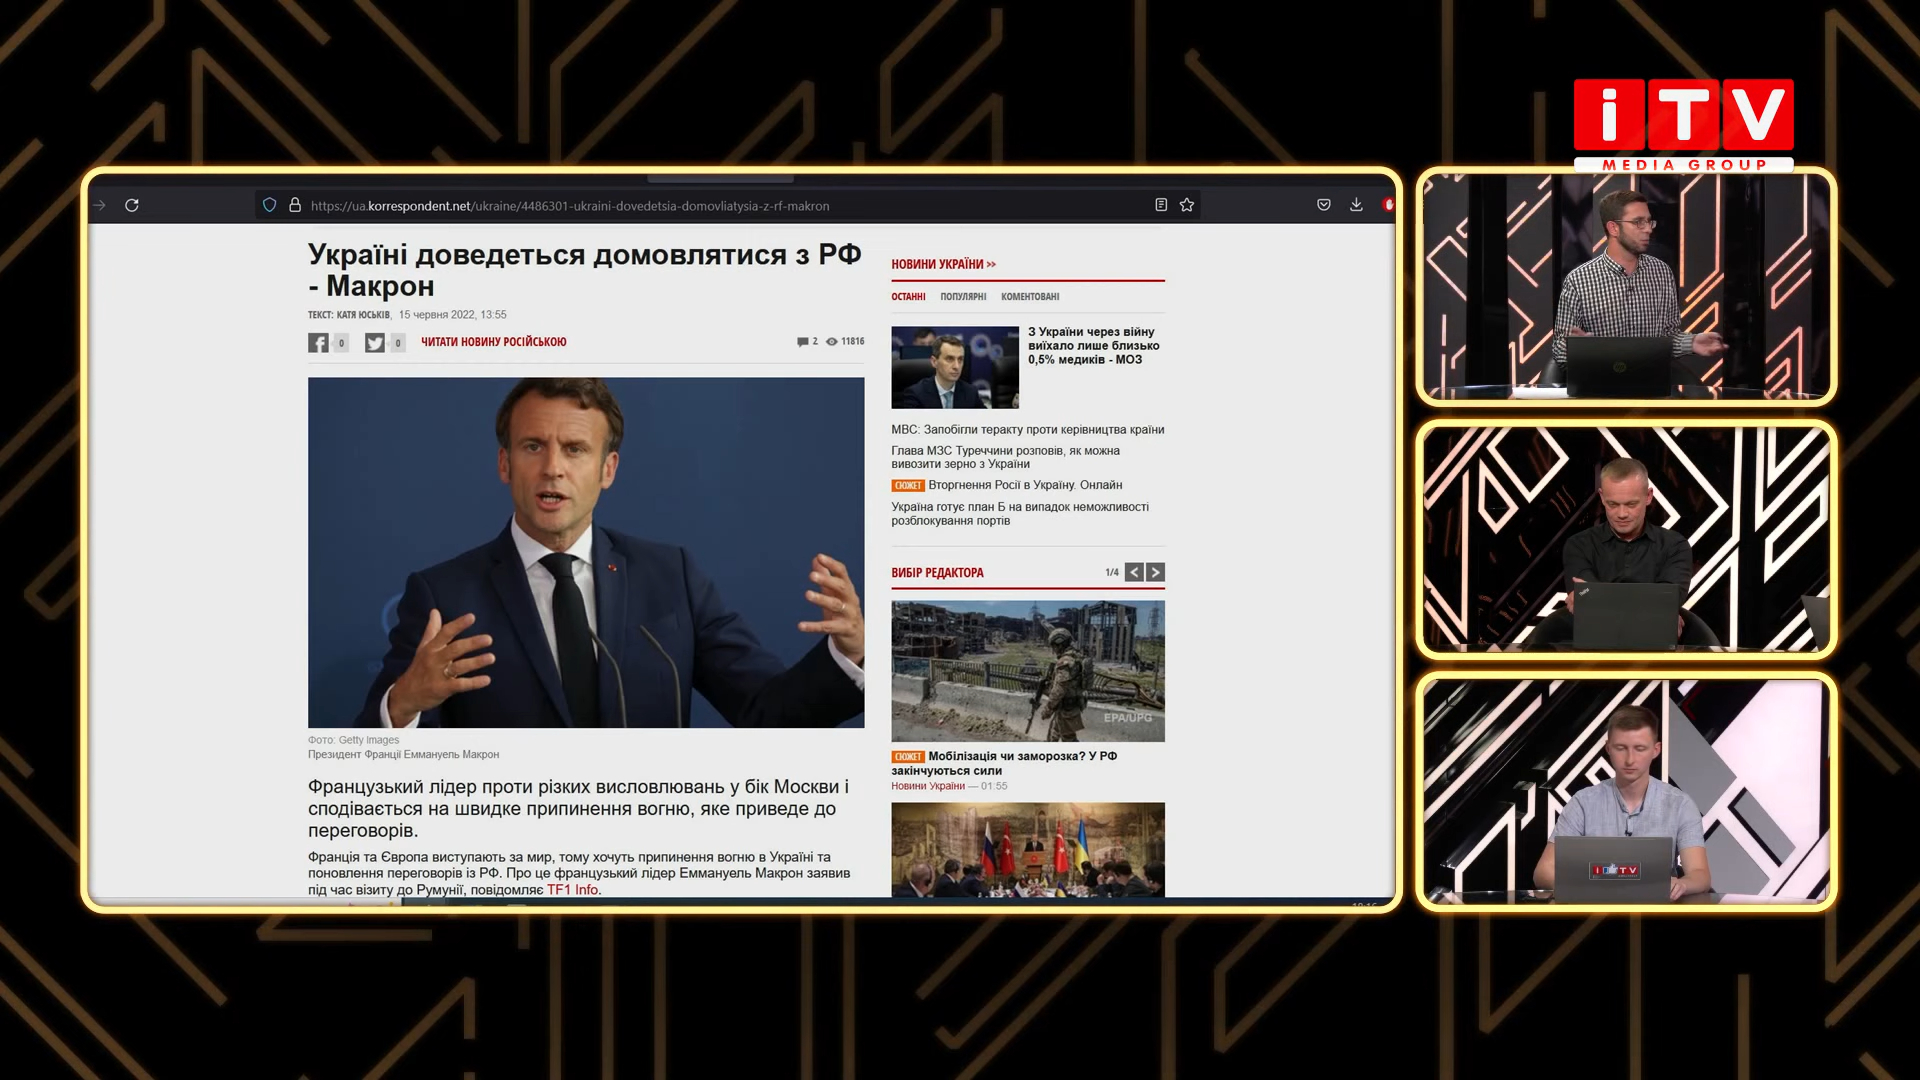 iTV
MEDIA GROUP
https://ua.korrespondent.net/ukraine/4486301-ukraini-dovedetsia-domovliatysia-z-rf-makron
Україні доведеться домовлятися з РФ
- Макрон
ТЕКСТ: КАТЯ ЮСЬКІВ, 15 червня 2022, 13:55
0 0 ЧИТАТИ НОВИНУ РОСІЙСЬКОЮ 2 11816
Фото: Getty Images
Президент Франції Еммануель Макрон
Французький лідер проти різких висловлювань у бік Москви і
сподівається на швидке припинення вогню, яке приведе до
переговорів.
Франція та Європа виступають за мир, тому хочуть припинення вогню в Україні та
поновлення переговорів із РФ. Про це французький лідер Еммануель Макрон заявив
під час візиту до Румунії, повідомляє TF1 Info.
НОВИНИ УКРАЇНИ »
ОСТАННІ ПОПУЛЯРНІ КОМЕНТОВАНІ
З України через війну
виїхало лише близько
0,5% медиків - МОЗ
МВС: Запобігли теракту проти керівництва країни
Глава МЗС Туреччини розповів, як можна
вивозити зерно з України
СЮЖЕТ Вторгнення Росії в Україну. Онлайн
Україна готує план Б на випадок неможливості
розблокування портів
ВИБІР РЕДАКТОРА 1/4 < >
EPA/UPG
СЮЖЕТ Мобілізація чи заморозка? У РФ
закінчуються сили
Новини України — 01:55
iTV